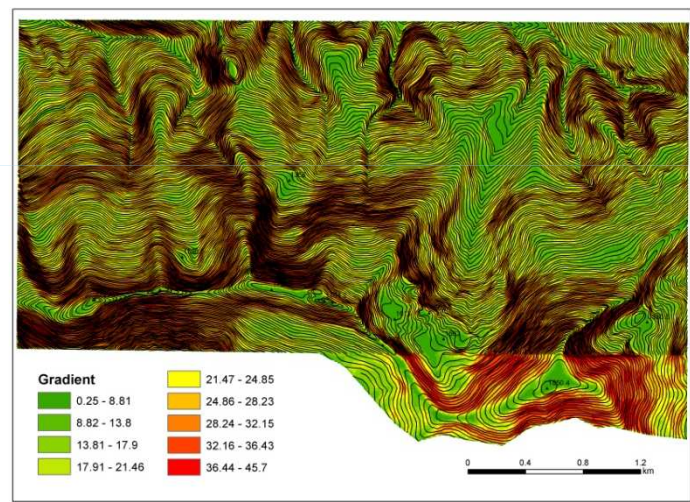 Gradient
0.25 - 8.81
8.82 - 13.8
13.81 - 17.9
17.91 - 21.46
21.47 - 24.85
24.86 - 28.23
28.24 - 32.15
32.16 - 36.43
36.44 - 45.7
0 0.4 0.8 1.2
km